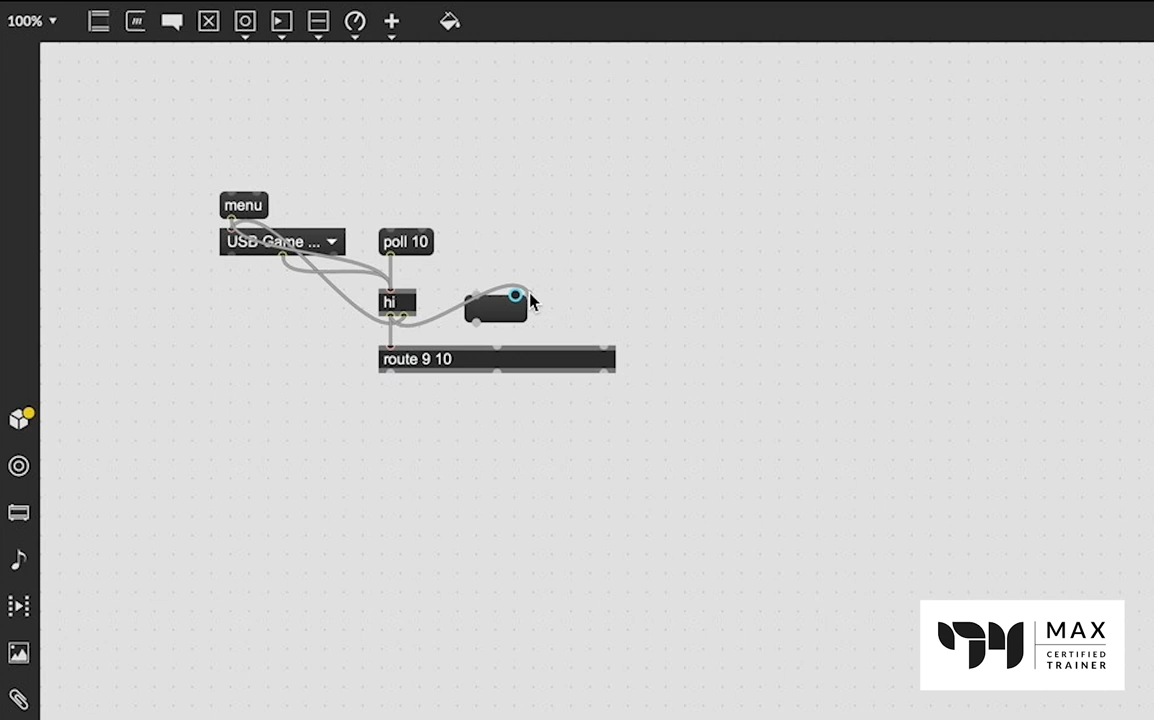 100%
menu
USB Game ...
poll 10
hi
route 9 10
MAX
CERTIFIED
TRAINER